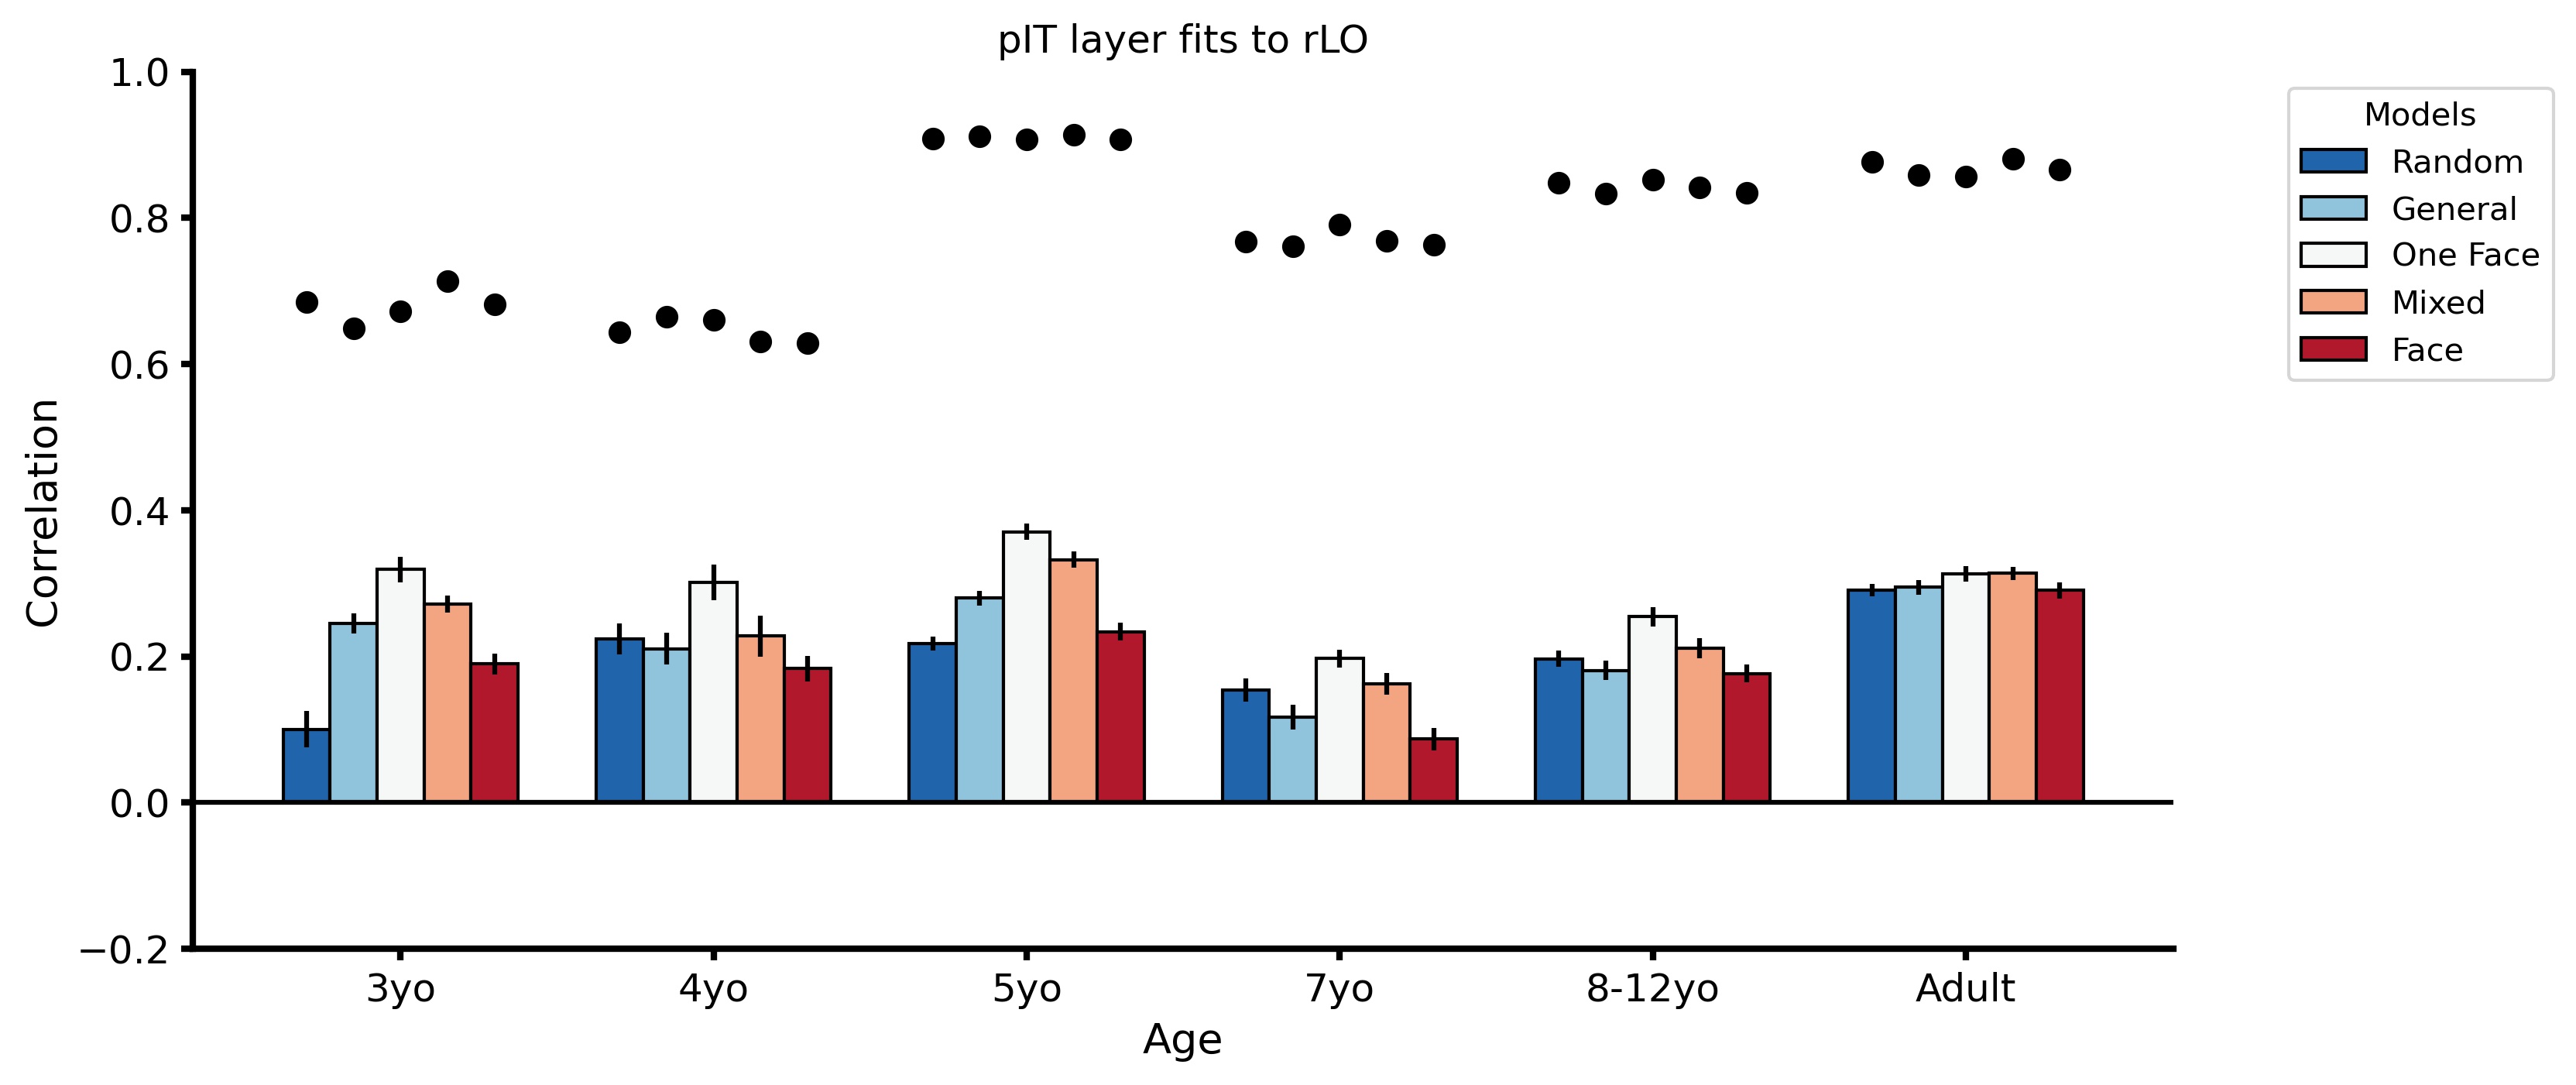 pIT layer fits to rLO
1.0
0.8
0.6
0.4
0.2
0.0
−0.2
Correlation
3yo
4yo
5yo
7yo
8-12yo
Adult
Age
Models
Random
General
One Face
Mixed
Face